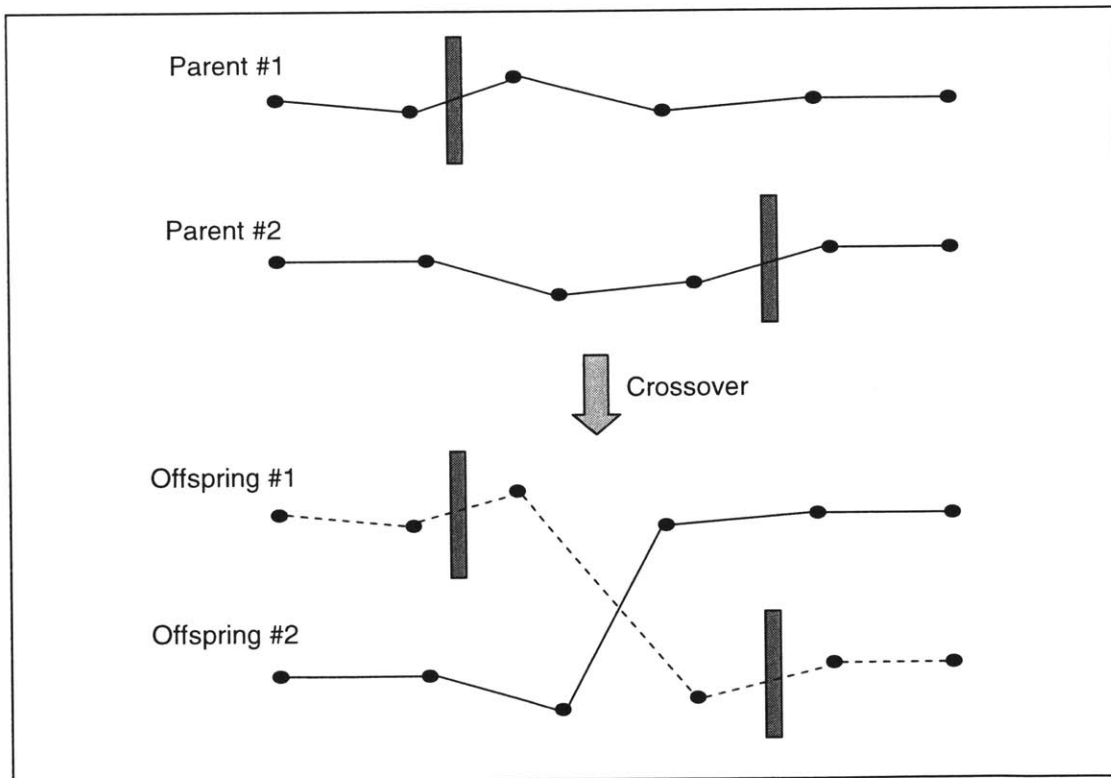 Parent #1
Parent #2
Crossover
Offspring #1
Offspring #2